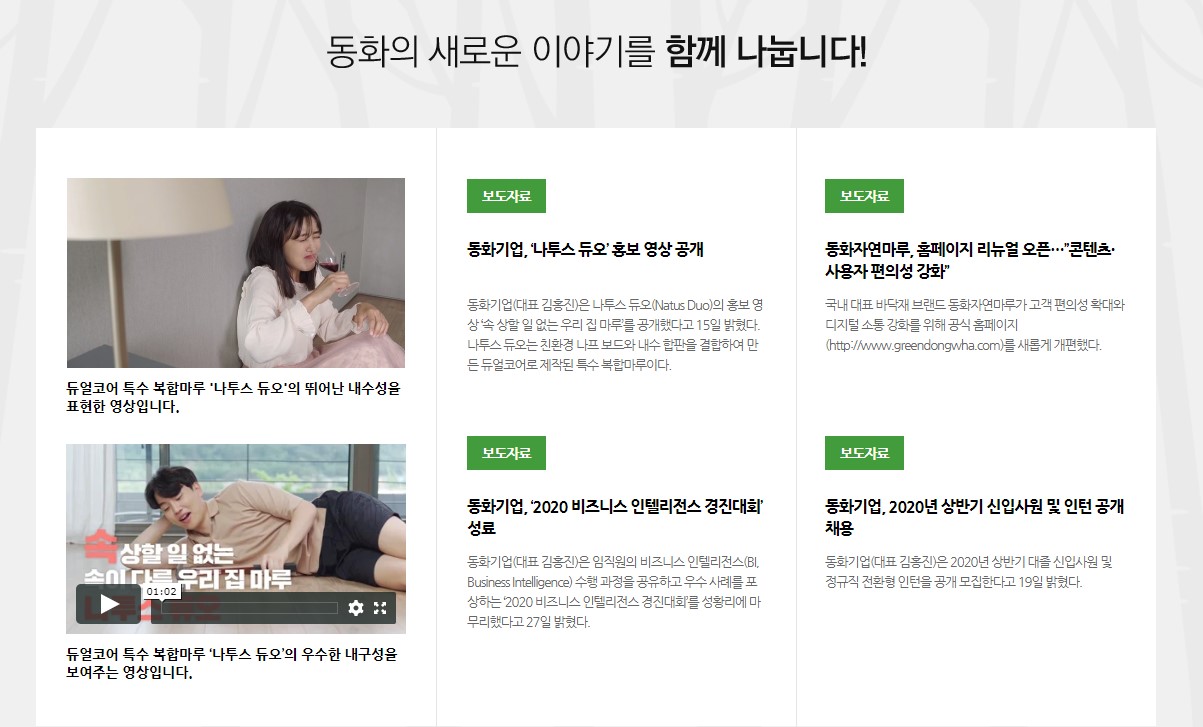 동화의 새로운 이야기를 함께 나눕니다!
듀얼코어 특수 복합마루 '나투스 듀오'의 뛰어난 내수성을
표현한 영상입니다.
속상할 일 없는
속이 다른 우리 집 마루
나투스 듀오
01:02
듀얼코어 특수 복합마루 ‘나투스 듀오’의 우수한 내구성을
보여주는 영상입니다.
보도자료
동화기업, ‘나투스 듀오’ 홍보 영상 공개
동화기업(대표 김홍진)은 나투스 듀오(Natus Duo)의 홍보 영
상 ‘속 상할 일 없는 우리 집 마루’를 공개했다고 15일 밝혔다.
나투스 듀오는 친환경 나프 보드와 내수 합판을 결합하여 만
든 듀얼코어로 제작된 특수 복합마루이다.
보도자료
동화자연마루, 홈페이지 리뉴얼 오픈…”콘텐츠·
사용자 편의성 강화”
국내 대표 바닥재 브랜드 동화자연마루가 고객 편의성 확대와
디지털 소통 강화를 위해 공식 홈페이지
(http://www.greendongwha.com)를 새롭게 개편했다.
보도자료
동화기업, ‘2020 비즈니스 인텔리전스 경진대회’
성료
동화기업(대표 김홍진)은 임직원의 비즈니스 인텔리전스(BI,
Business Intelligence) 수행 과정을 공유하고 우수 사례를 포
상하는 ‘2020 비즈니스 인텔리전스 경진대회’를 성황리에 마
무리했다고 27일 밝혔다.
보도자료
동화기업, 2020년 상반기 신입사원 및 인턴 공개
채용
동화기업(대표 김홍진)은 2020년 상반기 대졸 신입사원 및
정규직 전환형 인턴을 공개 모집한다고 19일 밝혔다.